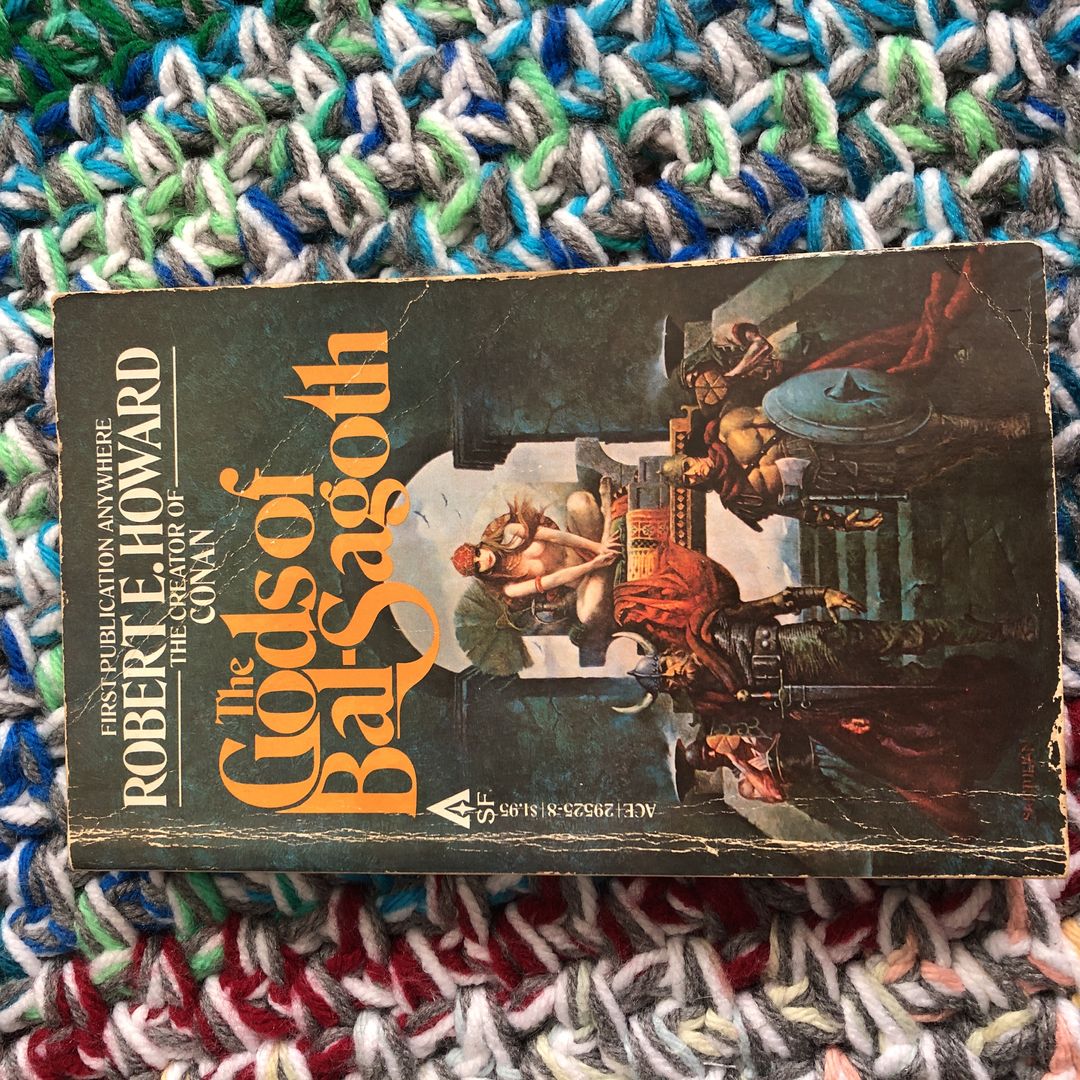 FIRST PUBLICATION ANYWHERE
ROBERT E. HOWARD
THE CREATOR OF
CONAN
The
Gods of
Bal-Sagoth
SF
ACE | 29525-8 | $1.95